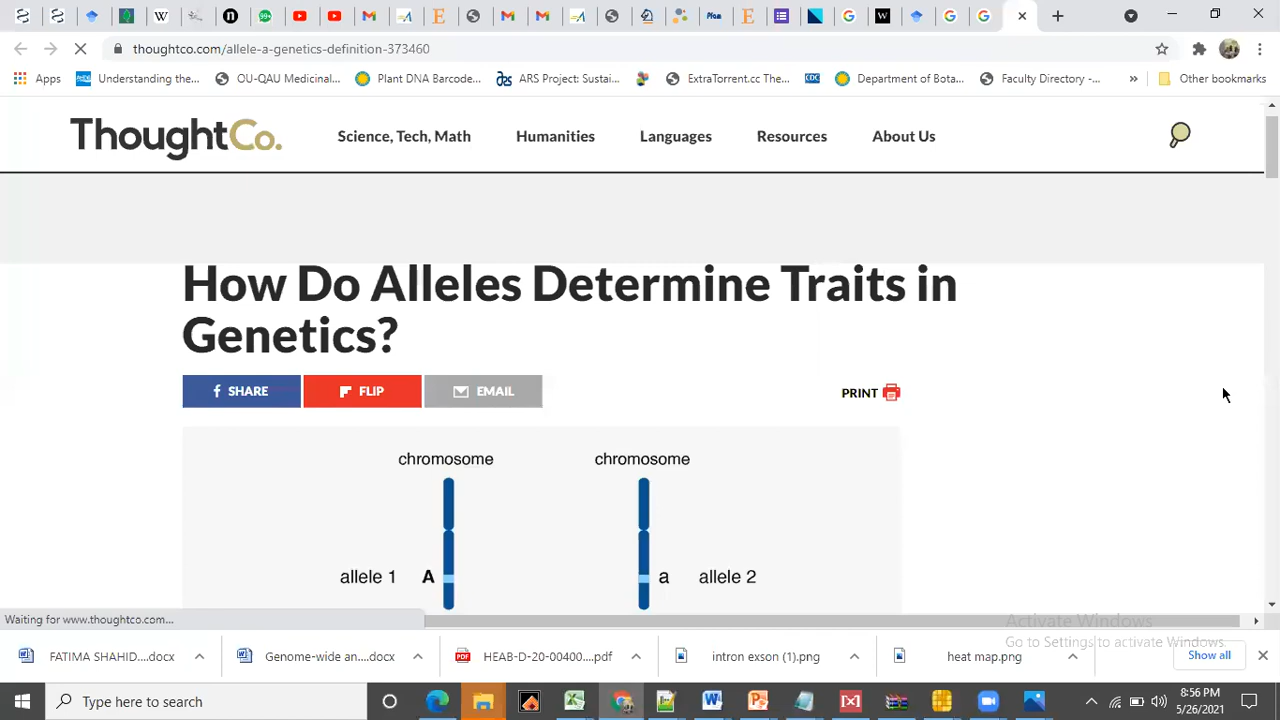 99+
Pfam
W
thoughtco.com/allele-a-genetics-definition-373460
Apps Understanding the... OU-QAU Medicinal... Plant DNA Barcode... ARS Project: Sustai... ExtraTorrent.cc The... CDC Department of Bota... Faculty Directory -... » Other bookmarks
ThoughtCo. Science, Tech, Math Humanities Languages Resources About Us
How Do Alleles Determine Traits in
Genetics?
f SHARE FLIP EMAIL PRINT
chromosome chromosome
allele 1 A a allele 2
Waiting for www.thoughtco.com...
Activate Windows
Go to Settings to activate Windows.
FATIMA SHAHID....docx Genome-wide an....docx HEAB-D-20-00400....pdf intron exson (1).png heat map.png Show all
Type here to search
8:56 PM
5/26/2021